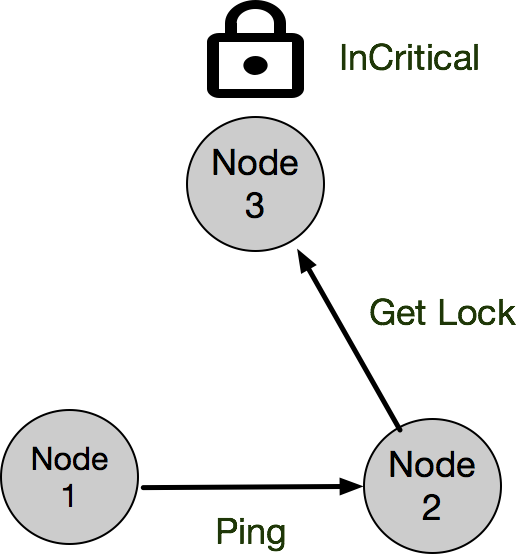 InCritical
Node
3
Get Lock
Node
1
Node
2
Ping